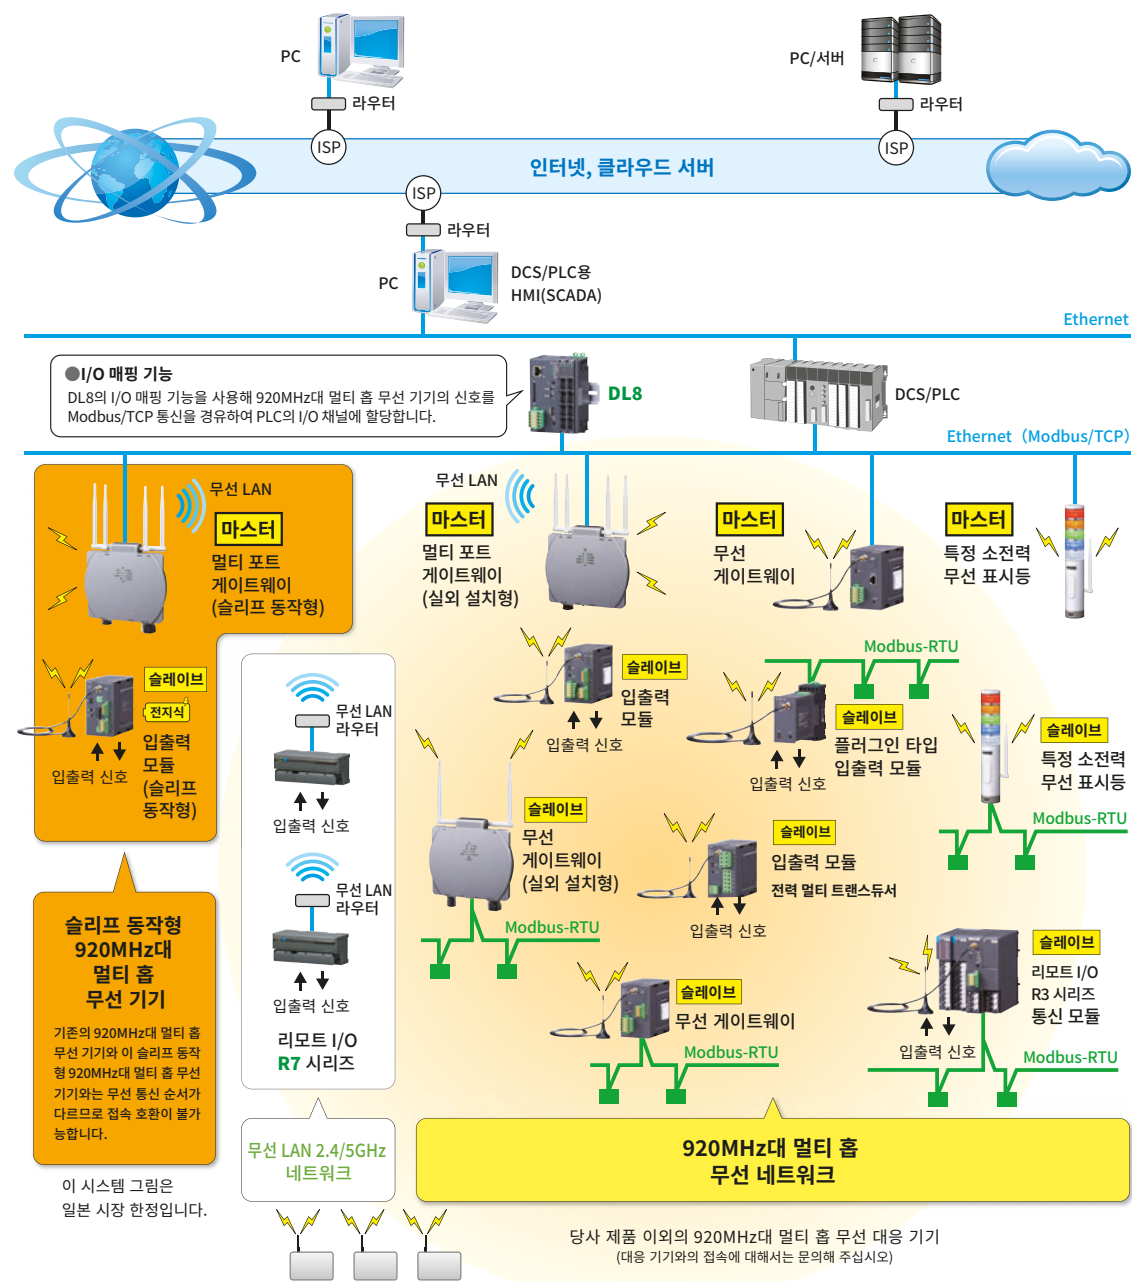 PC
라우터
ISP
PC/서버
라우터
ISP
인터넷, 클라우드 서버
ISP
라우터
PC
DCS/PLC용
HMI(SCADA)
Ethernet
●I/O 매핑 기능
DL8의 I/O 매핑 기능을 사용해 920MHz대 멀티 홉 무선 기기의 신호를
Modbus/TCP 통신을 경유하여 PLC의 I/O 채널에 할당합니다.
DL8
DCS/PLC
Ethernet（Modbus/TCP）
무선 LAN
마스터
멀티 포트
게이트웨이
(슬리프 동작형)
무선 LAN
마스터
멀티 포트
게이트웨이
(실외 설치형)
마스터
무선
게이트웨이
마스터
특정 소전력
무선 표시등
슬레이브
전지식
입출력
모듈
(슬리프
동작형)
입출력 신호
무선 LAN
라우터
입출력 신호
무선 LAN
라우터
입출력 신호
리모트 I/O
R7 시리즈
슬레이브
입출력
모듈
입출력 신호
Modbus-RTU
슬레이브
플러그인 타입
입출력 모듈
입출력 신호
슬레이브
특정 소전력
무선 표시등
Modbus-RTU
슬레이브
무선
게이트웨이
(실외 설치형)
Modbus-RTU
슬레이브
입출력 모듈
전력 멀티 트랜스듀서
입출력 신호
슬레이브
무선 게이트웨이
Modbus-RTU
슬레이브
리모트 I/O
R3 시리즈
통신 모듈
입출력 신호
Modbus-RTU
슬리프 동작형
920MHz대
멀티 홉
무선 기기
기존의 920MHz대 멀티 홉
무선 기기와 이 슬리프 동작
형 920MHz대 멀티 홉 무선
기기와는 무선 통신 순서가
다르므로 접속 호환이 불가
능합니다.
이 시스템 그림은
일본 시장 한정입니다.
무선 LAN 2.4/5GHz
네트워크
920MHz대 멀티 홉
무선 네트워크
당사 제품 이외의 920MHz대 멀티 홉 무선 대응 기기
(대응 기기와의 접속에 대해서는 문의해 주십시오)